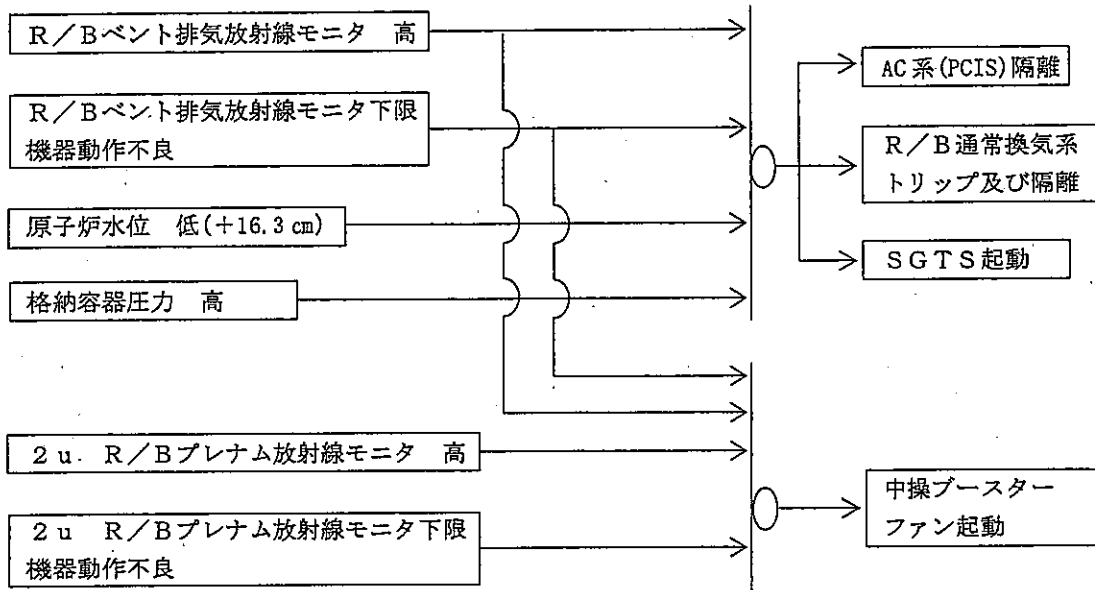 R/Bベント排気放射線モニタ 高
R/Bベント排気放射線モニタ下限
機器動作不良
原子炉水位 低(+16.3cm)
格納容器圧力 高
2u. R/Bプレナム放射線モニタ 高
2u R/Bプレナム放射線モニタ下限
機器動作不良
AC系(PCIS)隔離
R/B通常換気系
トリップ及び隔離
SGTS起動
中操ブースター
ファン起動